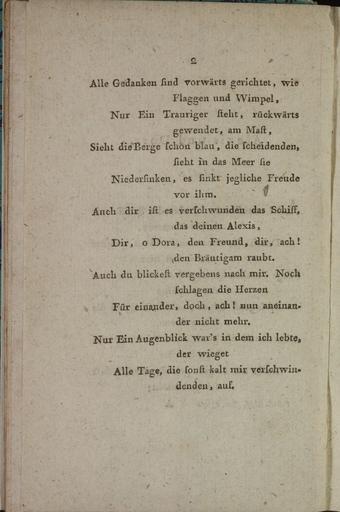 2
Alle Gedanken ſind vorwärts gerichtet, wie
Flaggen und Wimpel,
Nur Ein Trauriger ſteht, rückwärts
gewendet, am Maſt,
Sieht die Berge ſchon blau, die ſcheidenden,
ſieht in das Meer ſie
Niederſinken, es ſinkt jegliche Freude
vor ihm.
Auch dir iſt es verſchwunden das Schiff,
das deinen Alexis,
Dir, o Dora, den Freund, dir, ach!
den Bräutigam raubt.
Auch du blickeſt vergebens nach mir. Noch
ſchlagen die Herzen
Für einander, doch, ach! nun aneinan-
der nicht mehr.
Nur Ein Augenblick war's in dem ich lebte,
der wieget
Alle Tage, die ſonſt kalt mir verſchwin-
denden, auf.